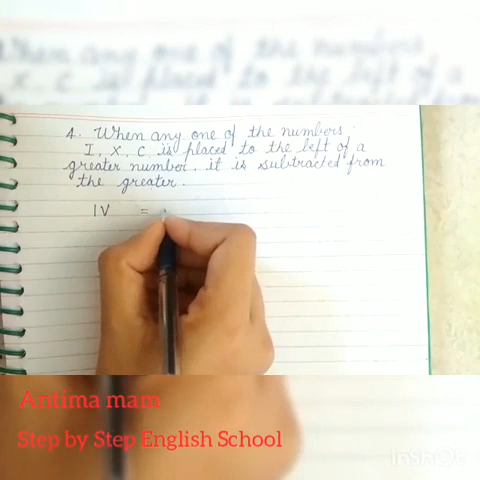 4. When any one of the numbers,
I, X, C is placed to the left of a
greater number. it is subtracted from
the greater.
IV =
Antima mam
Step by Step English School
InShOt